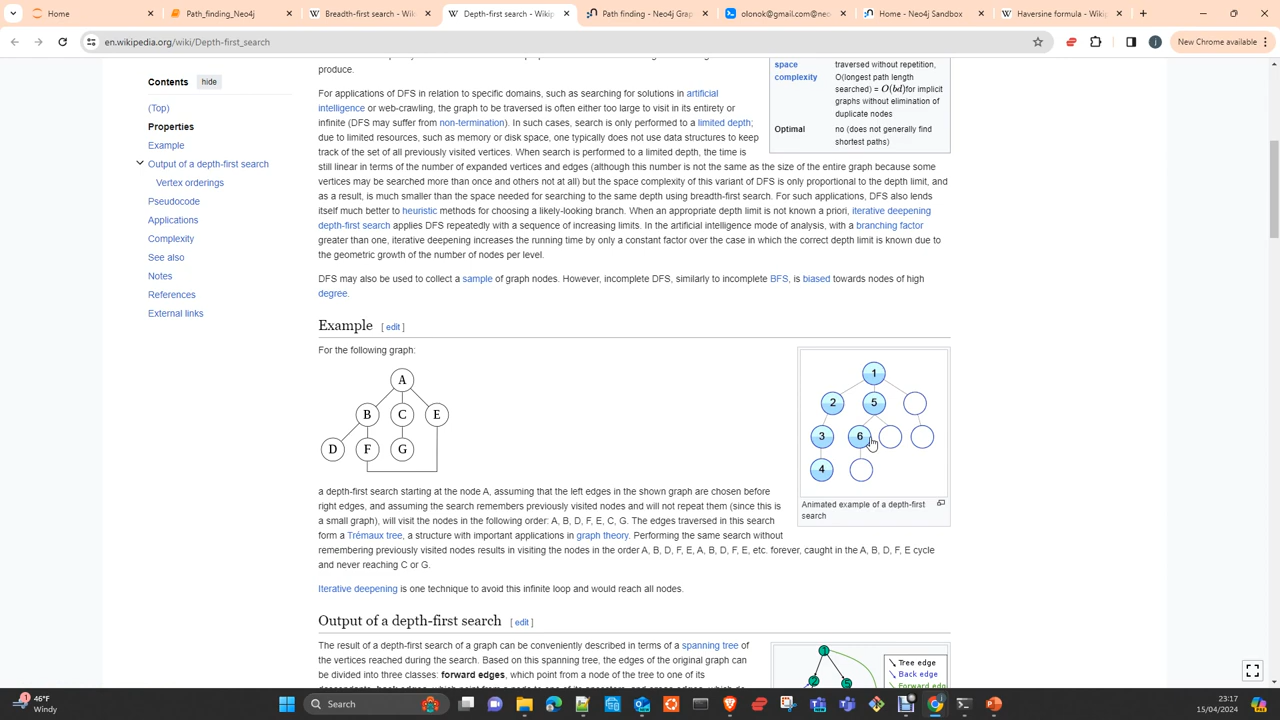 Home
Path_finding_Neo4j
Breadth-first search - Wikip
Depth-first search - Wikip
Path finding - Neo4j Gra
olonok@gmail.com@neo
Home - Neo4j Sandbox
Haversine formula - Wikip
en.wikipedia.org/wiki/Depth-first_search
New Chrome available
Contents hide
(Top)
Properties
Example
Output of a depth-first search
Vertex orderings
Pseudocode
Applications
Complexity
See also
Notes
References
External links
produce.
For applications of DFS in relation to specific domains, such as searching for solutions in artificial
intelligence or web-crawling, the graph to be traversed is often either too large to visit in its entirety or
infinite (DFS may suffer from non-termination). In such cases, search is only performed to a limited depth;
due to limited resources, such as memory or disk space, one typically does not use data structures to keep
track of the set of all previously visited vertices. When search is performed to a limited depth, the time is
still linear in terms of the number of expanded vertices and edges (although this number is not the same as the size of the entire graph because some
vertices may be searched more than once and others not at all) but the space complexity of this variant of DFS is only proportional to the depth limit, and
as a result, is much smaller than the space needed for searching to the same depth using breadth-first search. For such applications, DFS also lends
itself much better to heuristic methods for choosing a likely-looking branch. When an appropriate depth limit is not known a priori, iterative deepening
depth-first search applies DFS repeatedly with a sequence of increasing limits. In the artificial intelligence mode of analysis, with a branching factor
greater than one, iterative deepening increases the running time by only a constant factor over the case in which the correct depth limit is known due to
the geometric growth of the number of nodes per level.
DFS may also be used to collect a sample of graph nodes. However, incomplete DFS, similarly to incomplete BFS, is biased towards nodes of high
degree.
space
complexity
traversed without repetition,
O(longest path length
searched) = O(bd)for implicit
graphs without elimination of
duplicate nodes
Optimal
no (does not generally find
shortest paths)
Example [ edit ]
For the following graph:
A
B C E
D F G
1
2 5
3 6
4
Animated example of a depth-first
search
a depth-first search starting at the node A, assuming that the left edges in the shown graph are chosen before
right edges, and assuming the search remembers previously visited nodes and will not repeat them (since this is
a small graph), will visit the nodes in the following order: A, B, D, F, E, C, G. The edges traversed in this search
form a Trémaux tree, a structure with important applications in graph theory. Performing the same search without
remembering previously visited nodes results in visiting the nodes in the order A, B, D, F, E, A, B, D, F, E, etc. forever, caught in the A, B, D, F, E cycle
and never reaching C or G.
Iterative deepening is one technique to avoid this infinite loop and would reach all nodes.
Output of a depth-first search [ edit ]
The result of a depth-first search of a graph can be conveniently described in terms of a spanning tree of
the vertices reached during the search. Based on this spanning tree, the edges of the original graph can
be divided into three classes: forward edges, which point from a node of the tree to one of its
Tree edge
Back edge
Forward edg
46°F
Windy
Search
23:17
15/04/2024